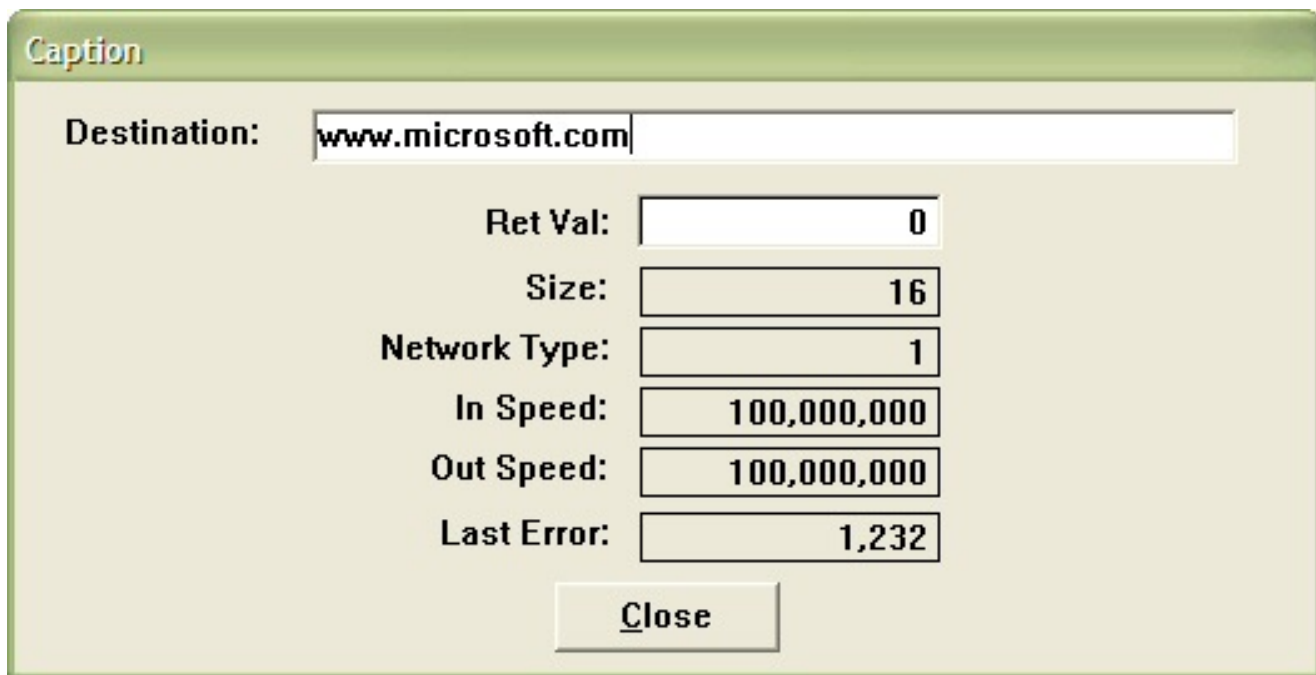 Caption
Destination: www.microsoft.com
Ret Val: 0
Size: 16
Network Type: 1
In Speed: 100,000,000
Out Speed: 100,000,000
Last Error: 1,232
Close